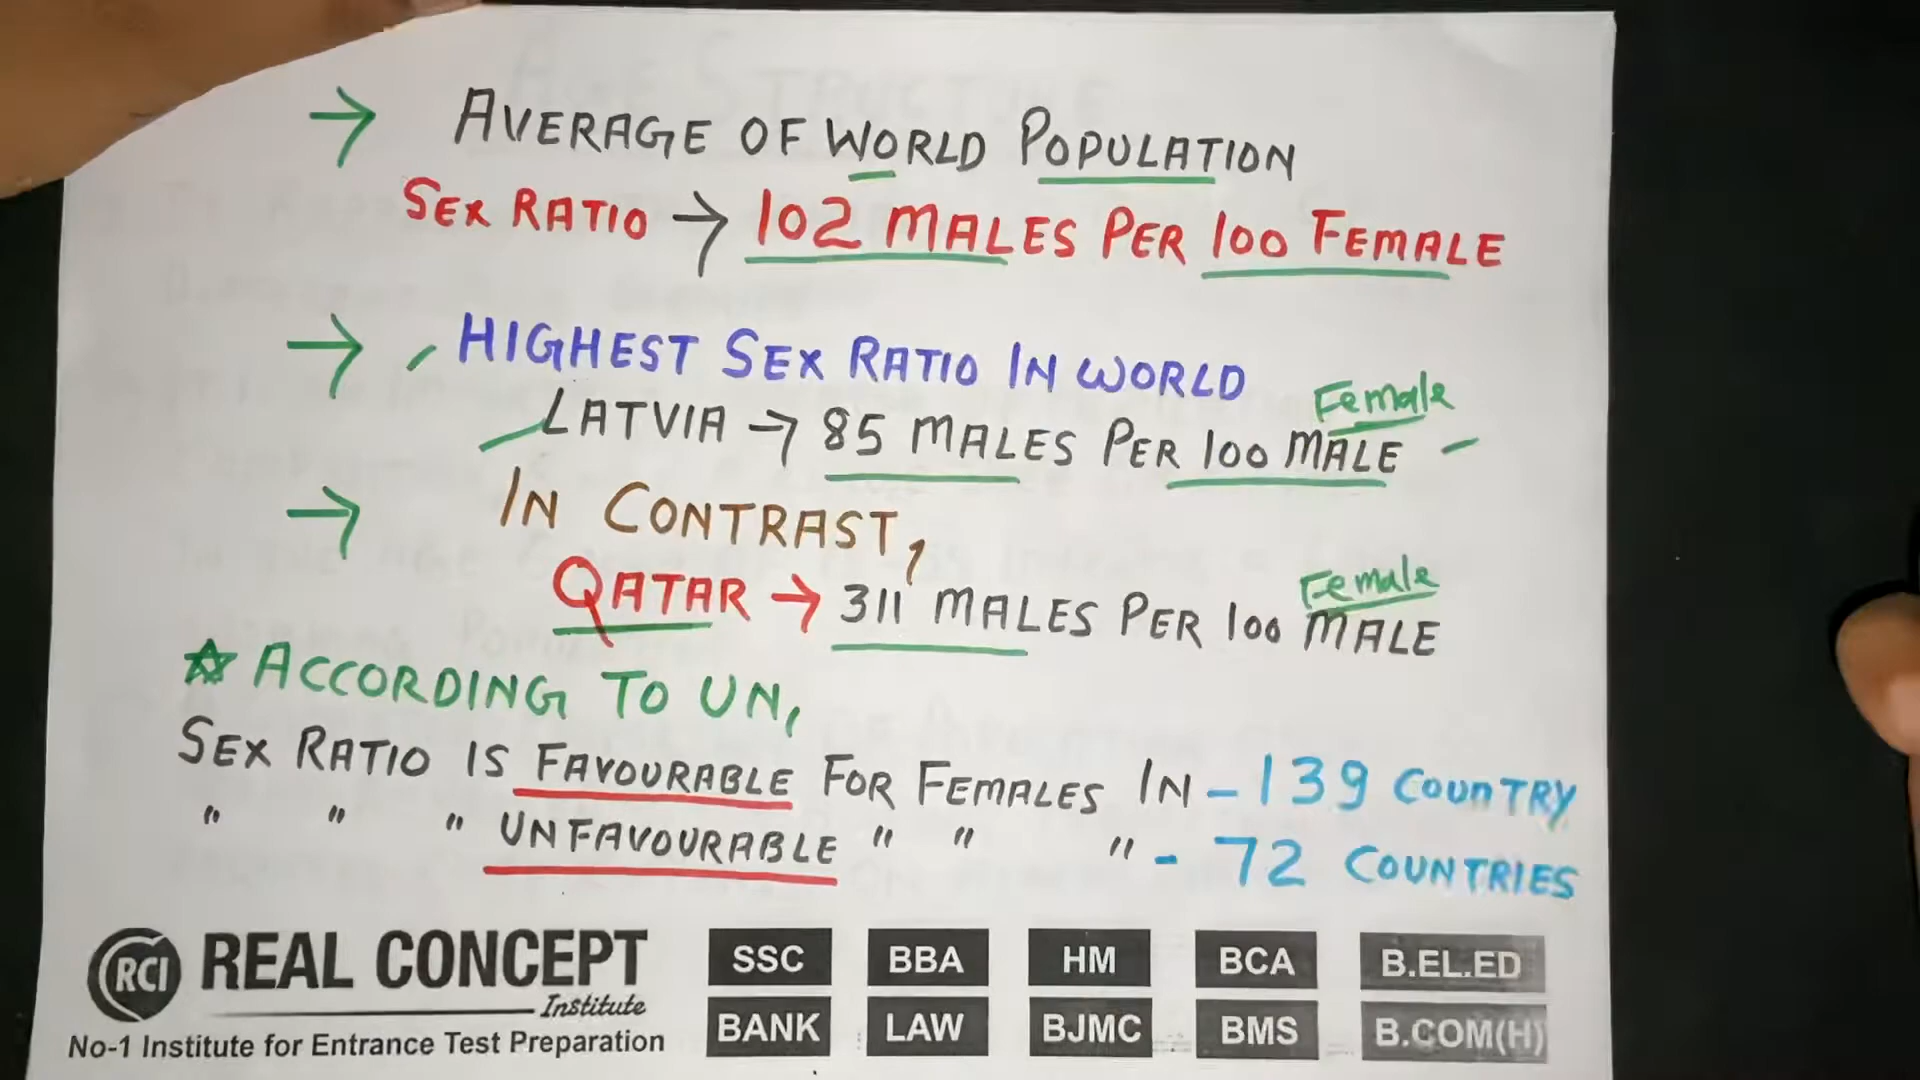 → AVERAGE OF WORLD POPULATION
SEX RATIO → 102 MALES PER 100 FEMALE
→ HIGHEST SEX RATIO IN WORLD
Female
LATVIA → 85 MALES PER 100 MALE
→ IN CONTRAST,
Female
QATAR → 311 MALES PER 100 MALE
☆ ACCORDING TO UN,
SEX RATIO IS FAVOURABLE FOR FEMALES IN - 139 COUNTRY
" " " UNFAVOURABLE " " " - 72 COUNTRIES
RCI REAL CONCEPT
Institute
No-1 Institute for Entrance Test Preparation
SSC BBA HM BCA B.EL.ED
BANK LAW BJMC BMS B.COM(H)